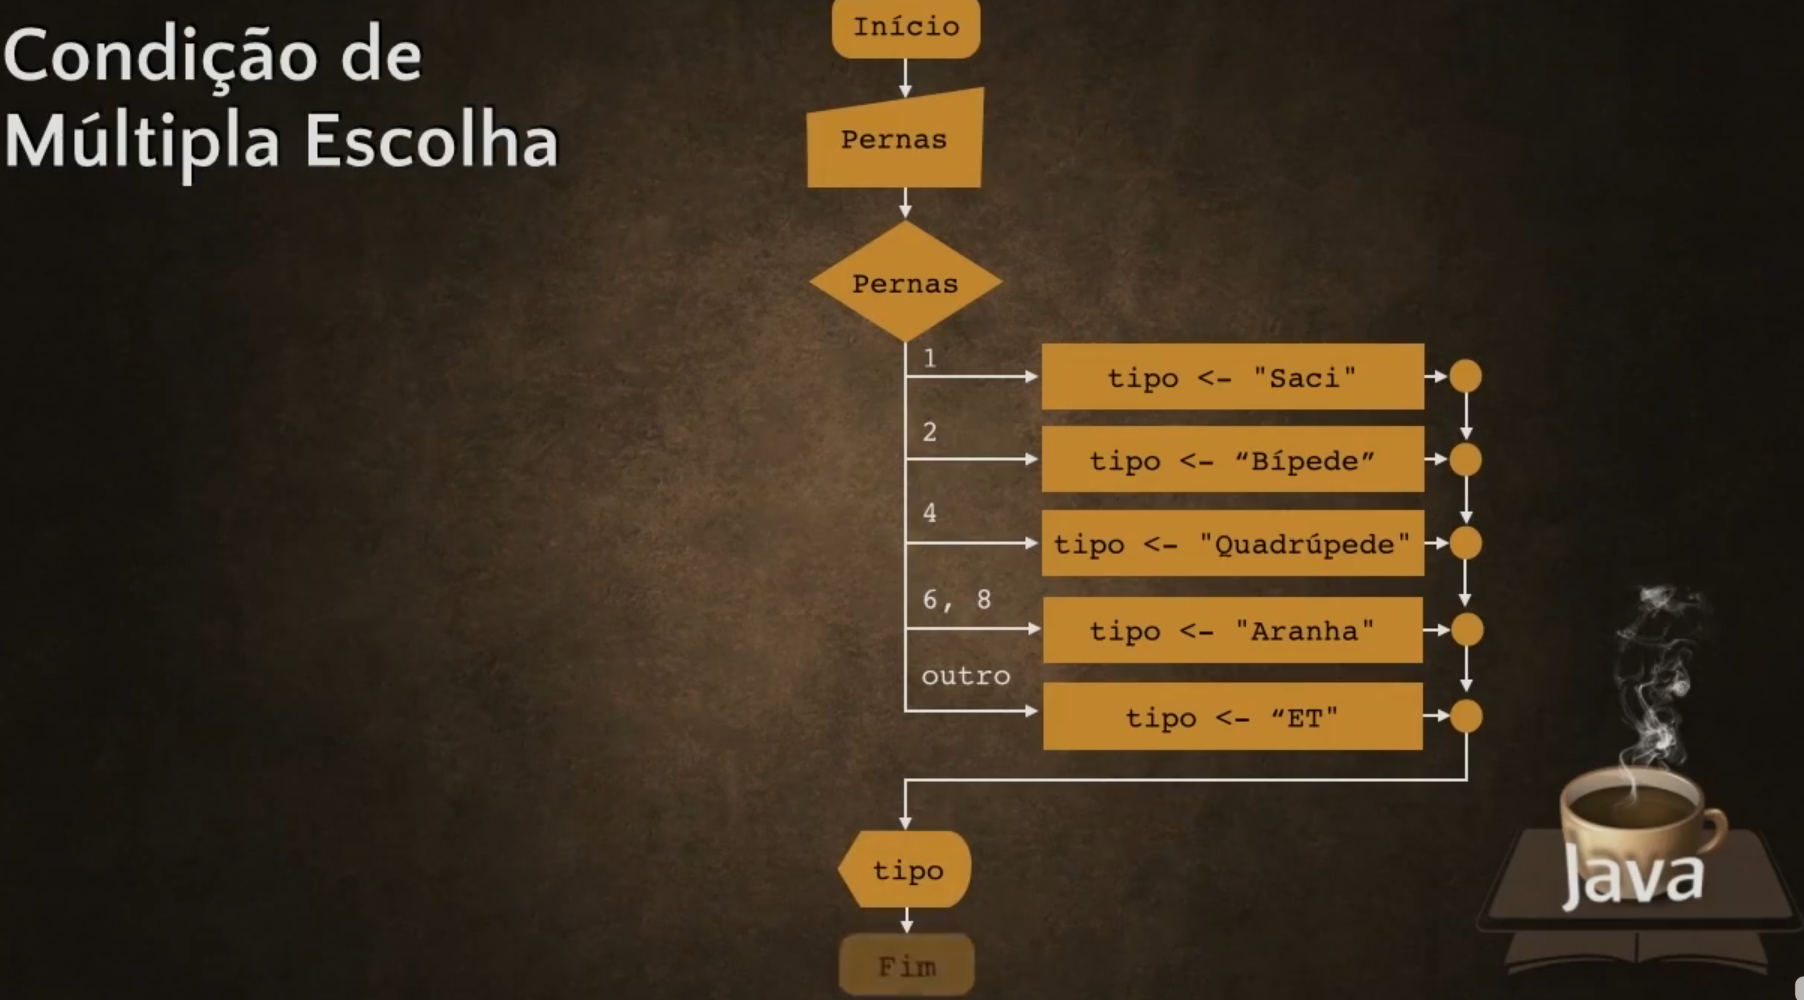 Condição de
Múltipla Escolha
Início
Pernas
Pernas
1
tipo <- "Saci"
2
tipo <- “Bípede”
4
tipo <- "Quadrúpede"
6, 8
tipo <- "Aranha"
outro
tipo <- “ET"
tipo
Fim
Java